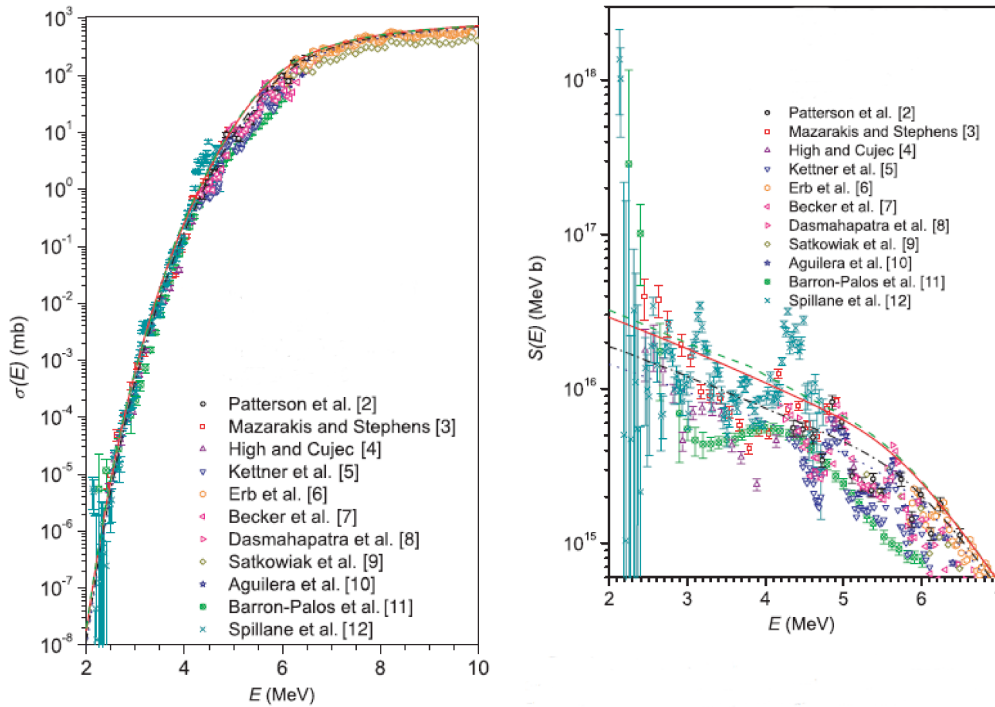 10³
10²
10¹
10⁰
10⁻¹
10⁻²
10⁻³
10⁻⁴
10⁻⁵
10⁻⁶
10⁻⁷
10⁻⁸
σ(E) (mb)
Patterson et al. [2]
Mazarakis and Stephens [3]
High and Cujec [4]
Kettner et al. [5]
Erb et al. [6]
Becker et al. [7]
Dasmahapatra et al. [8]
Satkowiak et al. [9]
Aguilera et al. [10]
Barron-Palos et al. [11]
Spillane et al. [12]
2 4 6 8 10
E (MeV)
10¹⁸
10¹⁷
10¹⁶
10¹⁵
S(E) (MeV b)
Patterson et al. [2]
Mazarakis and Stephens [3]
High and Cujec [4]
Kettner et al. [5]
Erb et al. [6]
Becker et al. [7]
Dasmahapatra et al. [8]
Satkowiak et al. [9]
Aguilera et al. [10]
Barron-Palos et al. [11]
Spillane et al. [12]
2 3 4 5 6
E (MeV)